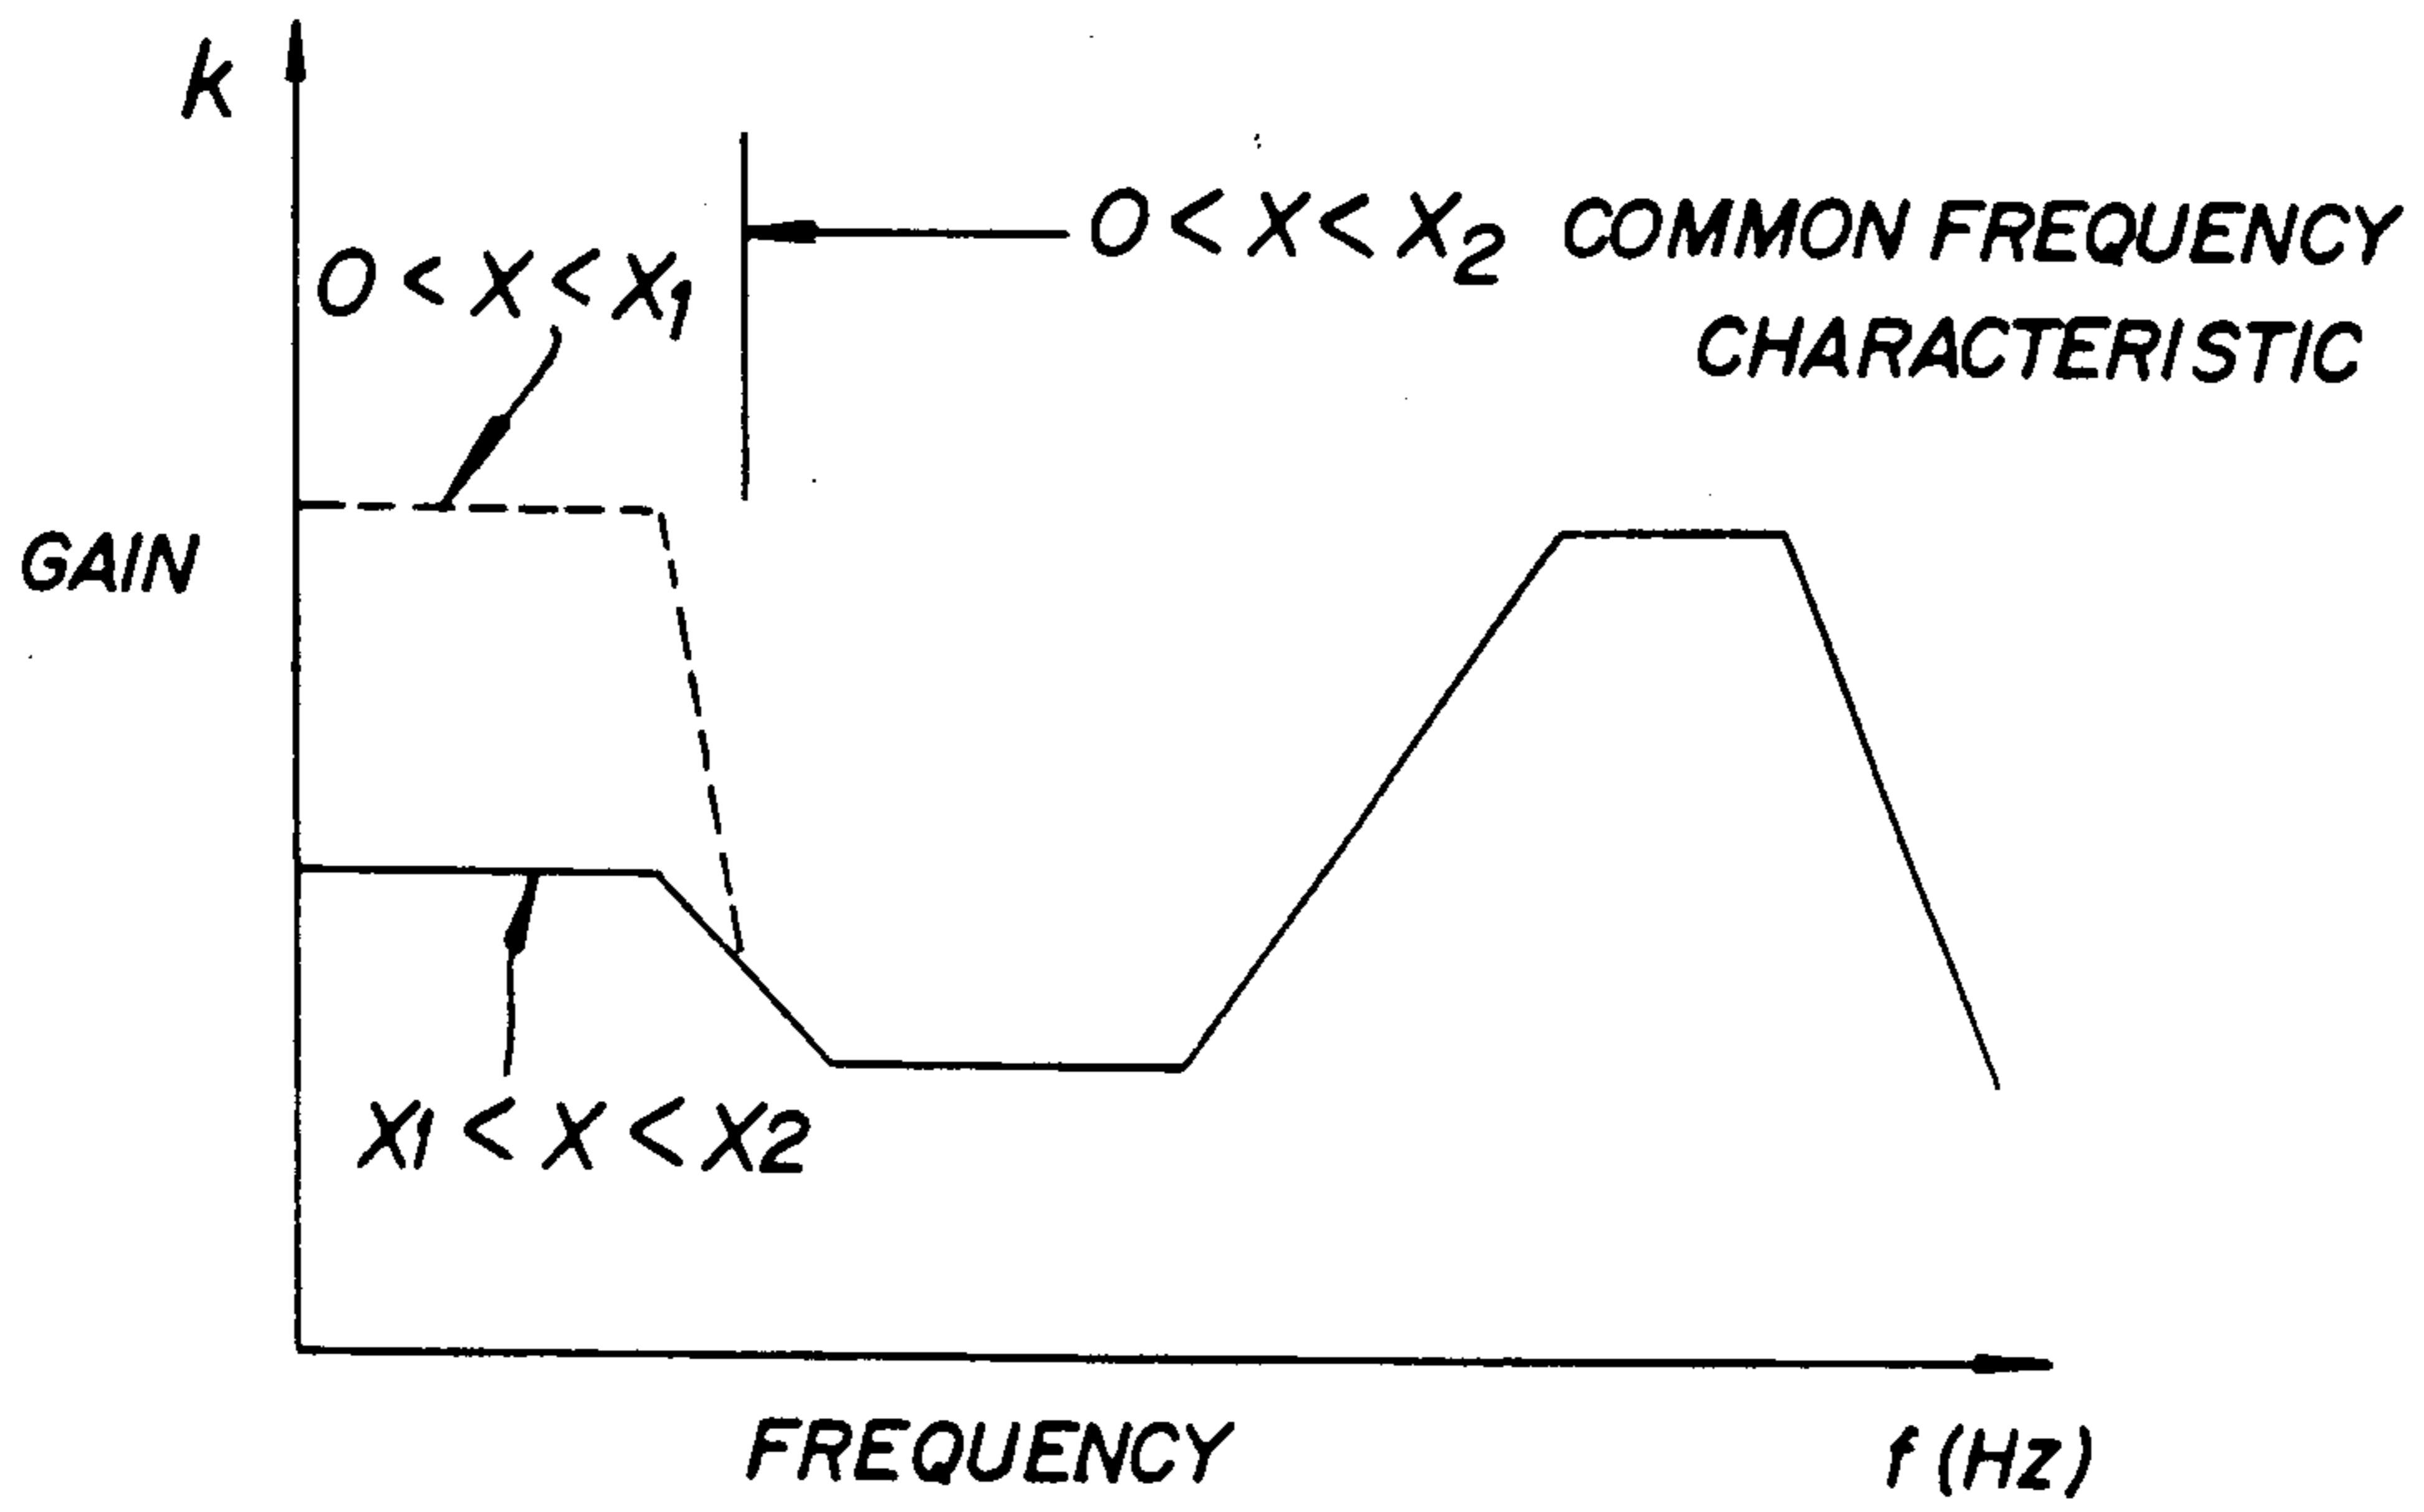 k
0 < X < X1
0 < X < X2 COMMON FREQUENCY
CHARACTERISTIC
GAIN
X1 < X < X2
FREQUENCY
f (HZ)